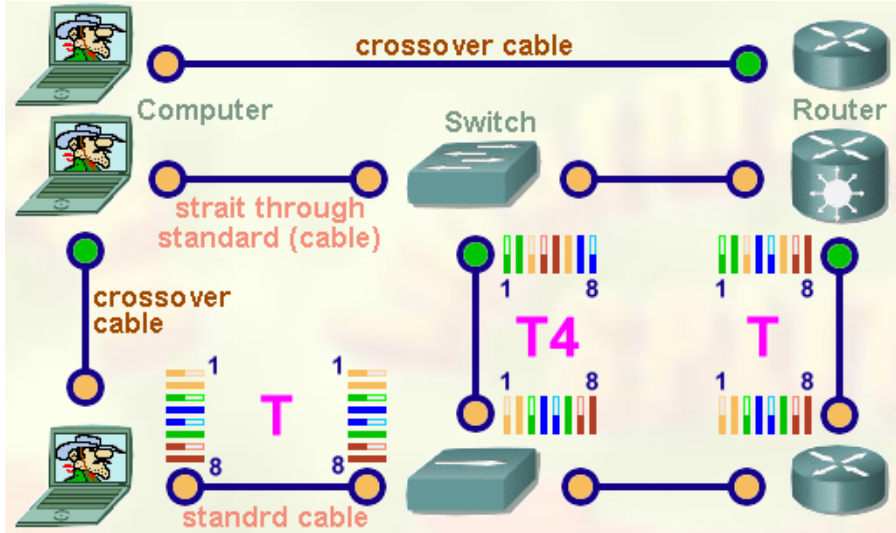 crossover cable
Computer
Switch
Router
strait through
standard (cable)
crossover
cable
1 8
1 8
T4
T
1 8
1 8
1
1
T
8
8
standrd cable